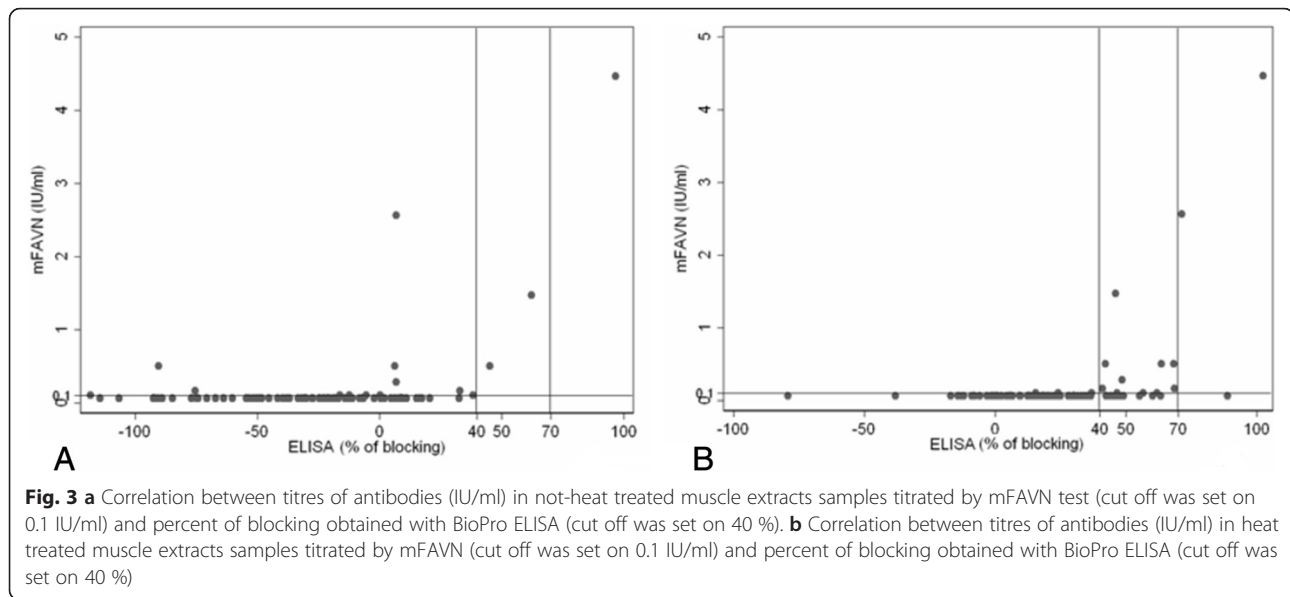 5
4
3
2
1
.1
0
mFAVN (IU/ml)
-100
-50
0
40
50
70
100
ELISA (% of blocking)
A
5
4
3
2
1
.1
0
mFAVN (IU/ml)
-100
-50
0
40
50
70
100
ELISA (% of blocking)
B
Fig. 3 a Correlation between titres of antibodies (IU/ml) in not-heat treated muscle extracts samples titrated by mFAVN test (cut off was set on
0.1 IU/ml) and percent of blocking obtained with BioPro ELISA (cut off was set on 40 %). b Correlation between titres of antibodies (IU/ml) in heat
treated muscle extracts samples titrated by mFAVN (cut off was set on 0.1 IU/ml) and percent of blocking obtained with BioPro ELISA (cut off was
set on 40 %)